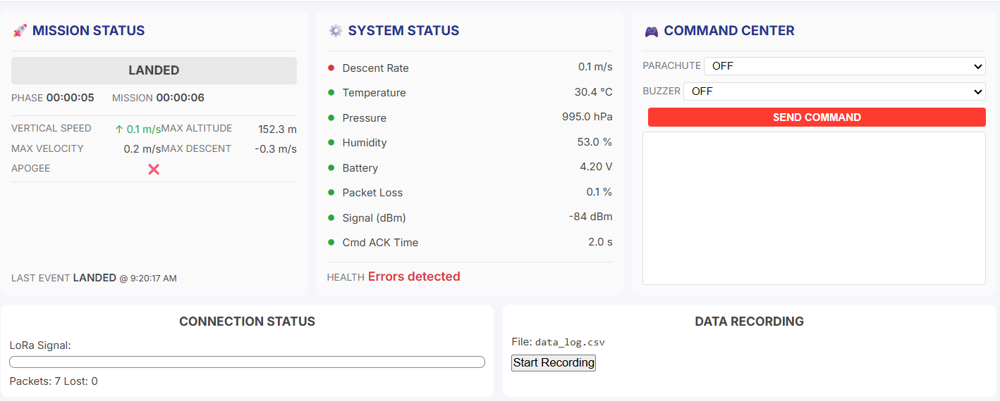 MISSION STATUS
LANDED
PHASE 00:00:05 MISSION 00:00:06
VERTICAL SPEED ↑ 0.1 m/s MAX ALTITUDE 152.3 m
MAX VELOCITY 0.2 m/s MAX DESCENT -0.3 m/s
APOGEE ❌
LAST EVENT LANDED @ 9:20:17 AM
SYSTEM STATUS
Descent Rate 0.1 m/s
Temperature 30.4 °C
Pressure 995.0 hPa
Humidity 53.0 %
Battery 4.20 V
Packet Loss 0.1 %
Signal (dBm) -84 dBm
Cmd ACK Time 2.0 s
HEALTH Errors detected
COMMAND CENTER
PARACHUTE OFF
BUZZER OFF
SEND COMMAND
CONNECTION STATUS
LoRa Signal:
Packets: 7 Lost: 0
DATA RECORDING
File: data_log.csv
Start Recording